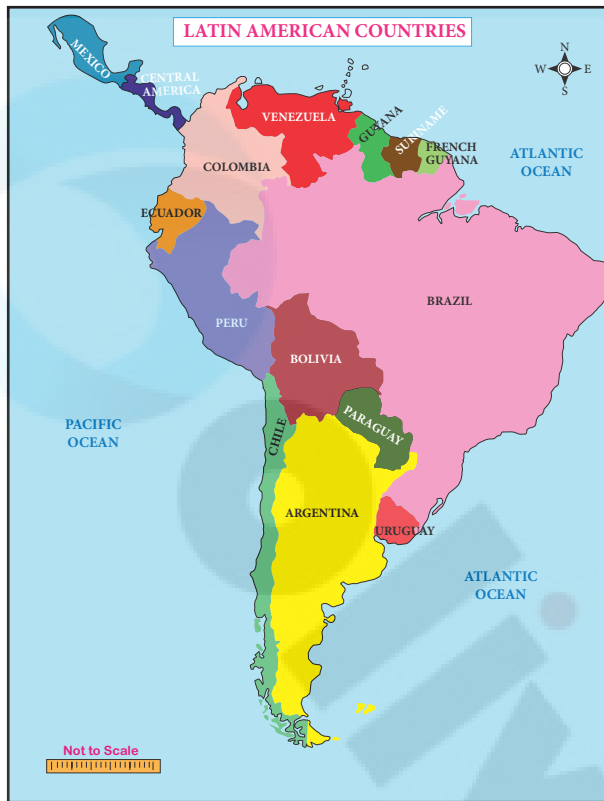 LATIN AMERICAN COUNTRIES
N
W
E
S
MEXICO
CENTRAL
AMERICA
VENEZUELA
GUYANA
SURINAME
FRENCH
GUYANA
ATLANTIC
OCEAN
COLOMBIA
ECUADOR
BRAZIL
PERU
BOLIVIA
PACIFIC
OCEAN
CHILE
PARAGUAY
ARGENTINA
URUGUAY
ATLANTIC
OCEAN
Not to Scale